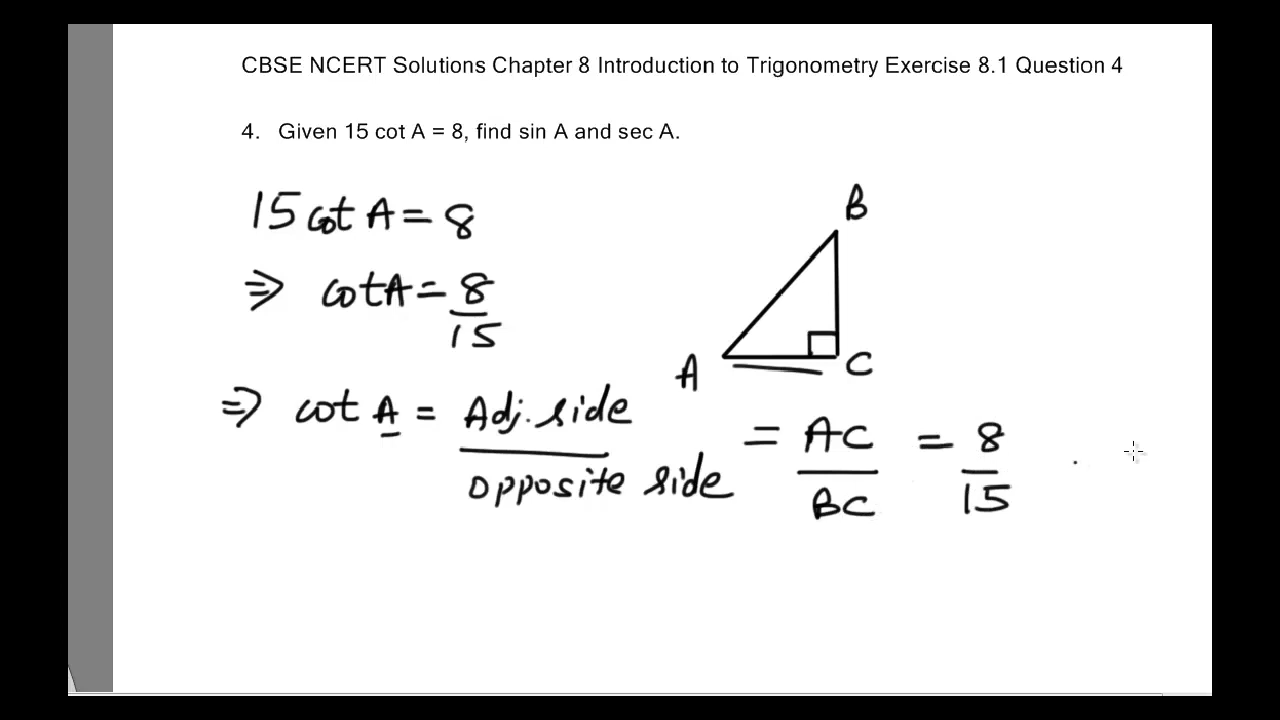 CBSE NCERT Solutions Chapter 8 Introduction to Trigonometry Exercise 8.1 Question 4
4. Given 15 cot A = 8, find sin A and sec A.
15 cot A = 8
⇒ cot A = 8/15
⇒ cot A = Adj. side / opposite side = AC/BC = 8/15
B
A
C